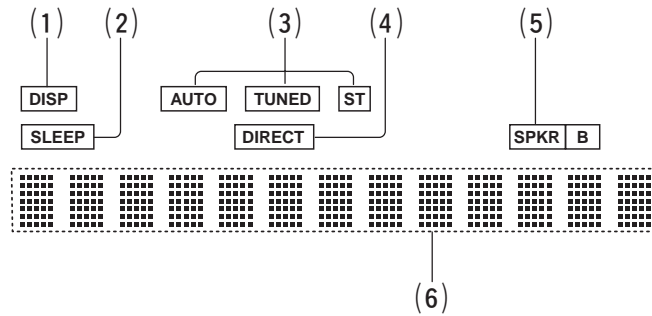 (1) (2) (3) (4) (5)
DISP AUTO TUNED ST
SLEEP DIRECT SPKR B
(6)